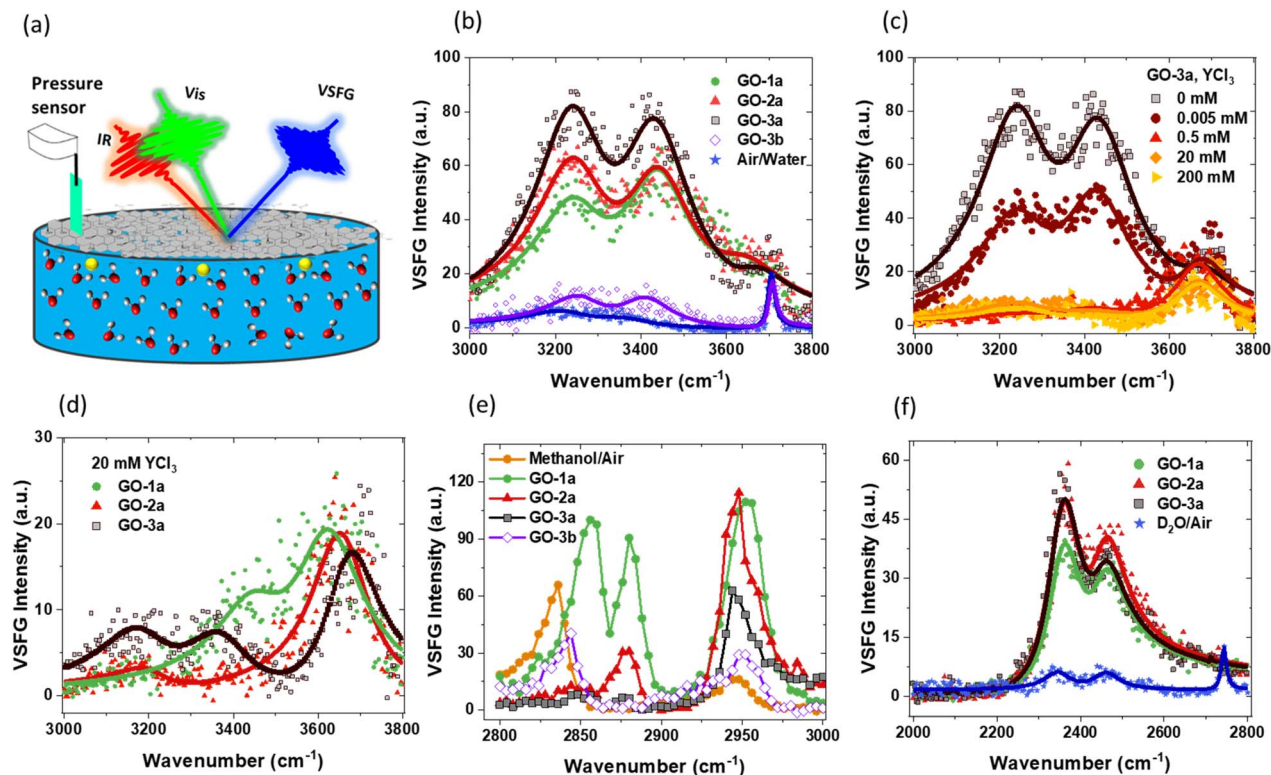 (a)
Pressure
sensor
IR
Vis
VSFG
(b)
VSFG Intensity (a.u.)
100
80
60
40
20
0
GO-1a
GO-2a
GO-3a
GO-3b
Air/Water
3000 3200 3400 3600 3800
Wavenumber (cm⁻¹)
(c)
VSFG Intensity (a.u.)
100
80
60
40
20
0
GO-3a, YCl₃
0 mM
0.005 mM
0.5 mM
20 mM
200 mM
3000 3200 3400 3600 3800
Wavenumber (cm⁻¹)
(d)
VSFG Intensity (a.u.)
30
20
10
0
20 mM YCl₃
GO-1a
GO-2a
GO-3a
3000 3200 3400 3600 3800
Wavenumber (cm⁻¹)
(e)
VSFG Intensity (a.u.)
120
90
60
30
0
Methanol/Air
GO-1a
GO-2a
GO-3a
GO-3b
2800 2850 2900 2950 3000
Wavenumber (cm⁻¹)
(f)
VSFG Intensity (a.u.)
60
45
30
15
0
GO-1a
GO-2a
GO-3a
D₂O/Air
2000 2200 2400 2600 2800
Wavenumber (cm⁻¹)